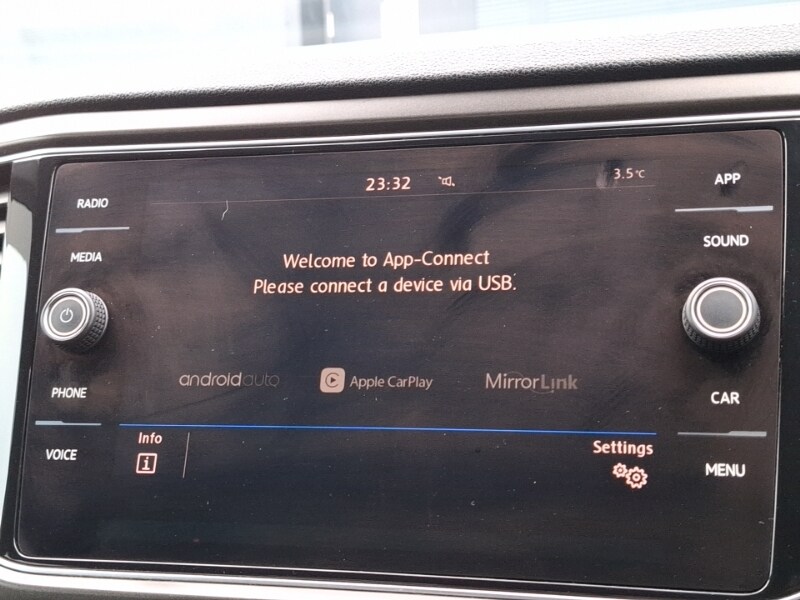 23:32 3.5°C
RADIO
MEDIA
PHONE
VOICE
APP
SOUND
CAR
MENU
Welcome to App-Connect
Please connect a device via USB.
androidauto Apple CarPlay MirrorLink
Info Settings
i